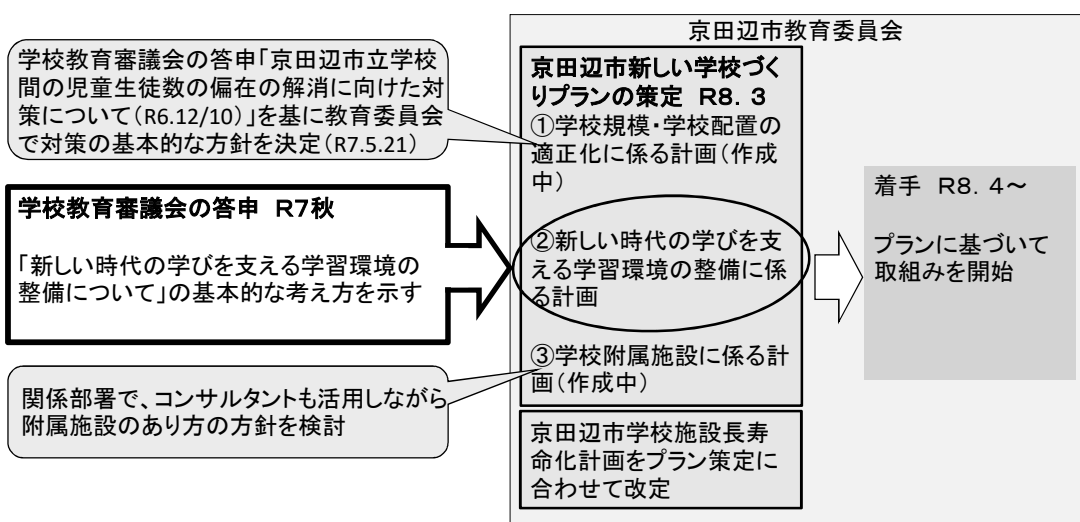 京田辺市教育委員会
学校教育審議会の答申「京田辺市立学校
間の児童生徒数の偏在の解消に向けた対
策について(R6.12/10)」を基に教育委員会
で対策の基本的な方針を決定(R7.5.21)
学校教育審議会の答申 R7秋
「新しい時代の学びを支える学習環境の
整備について」の基本的な考え方を示す
関係部署で、コンサルタントも活用しながら
附属施設のあり方の方針を検討
京田辺市新しい学校づく
りプランの策定 R8.3
①学校規模・学校配置の
適正化に係る計画(作成
中)
②新しい時代の学びを支
える学習環境の整備に係
る計画
③学校附属施設に係る計
画(作成中)
京田辺市学校施設長寿
命化計画をプラン策定に
合わせて改定
着手 R8.4~
プランに基づいて
取組みを開始